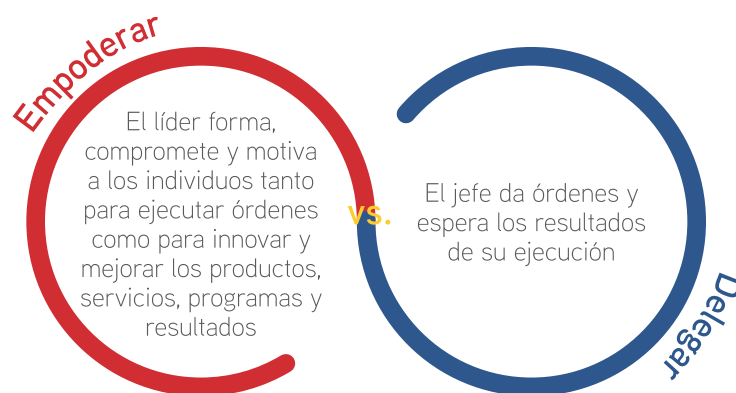 Empoderar
El líder forma,
compromete y motiva
a los individuos tanto
para ejecutar órdenes
como para innovar y
mejorar los productos,
servicios, programas y
resultados
vs.
El jefe da órdenes y
espera los resultados
de su ejecución
Delegar